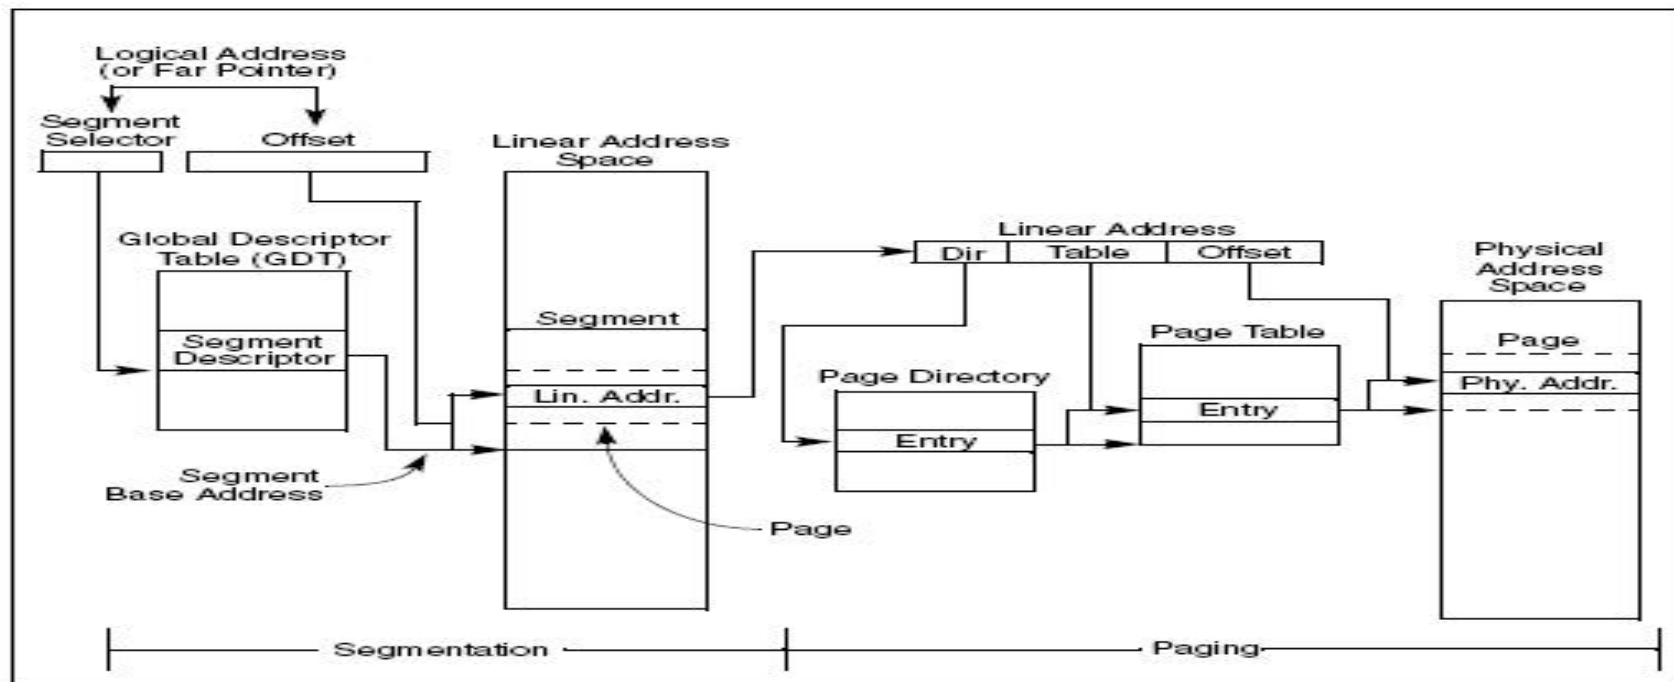 Logical Address
(or Far Pointer)
Segment
Selector
Offset
Linear Address
Space
Global Descriptor
Table (GDT)
Segment
Descriptor
Segment
Lin. Addr.
Segment
Base Address
Page
Linear Address
Dir
Table
Offset
Page Directory
Entry
Page Table
Entry
Physical
Address
Space
Page
Phy. Addr.
Segmentation
Paging